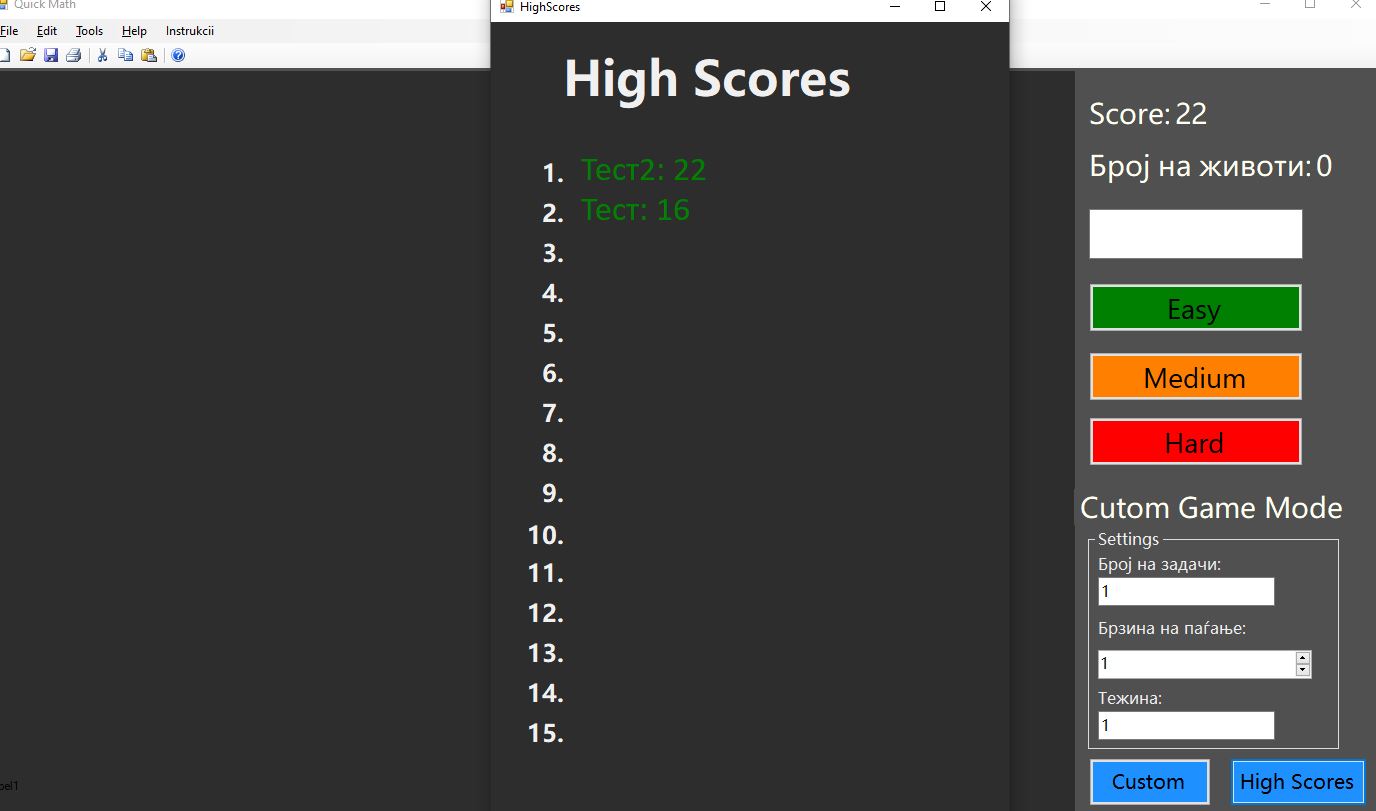 Quick Math
File Edit Tools Help Instrukcii
HighScores
High Scores
1. Тест2: 22
2. Тест: 16
3.
4.
5.
6.
7.
8.
9.
10.
11.
12.
13.
14.
15.
Score: 22
Број на животи: 0
Easy
Medium
Hard
Cutom Game Mode
Settings
Број на задачи:
1
Брзина на паѓање:
1
Тежина:
1
Custom High Scores